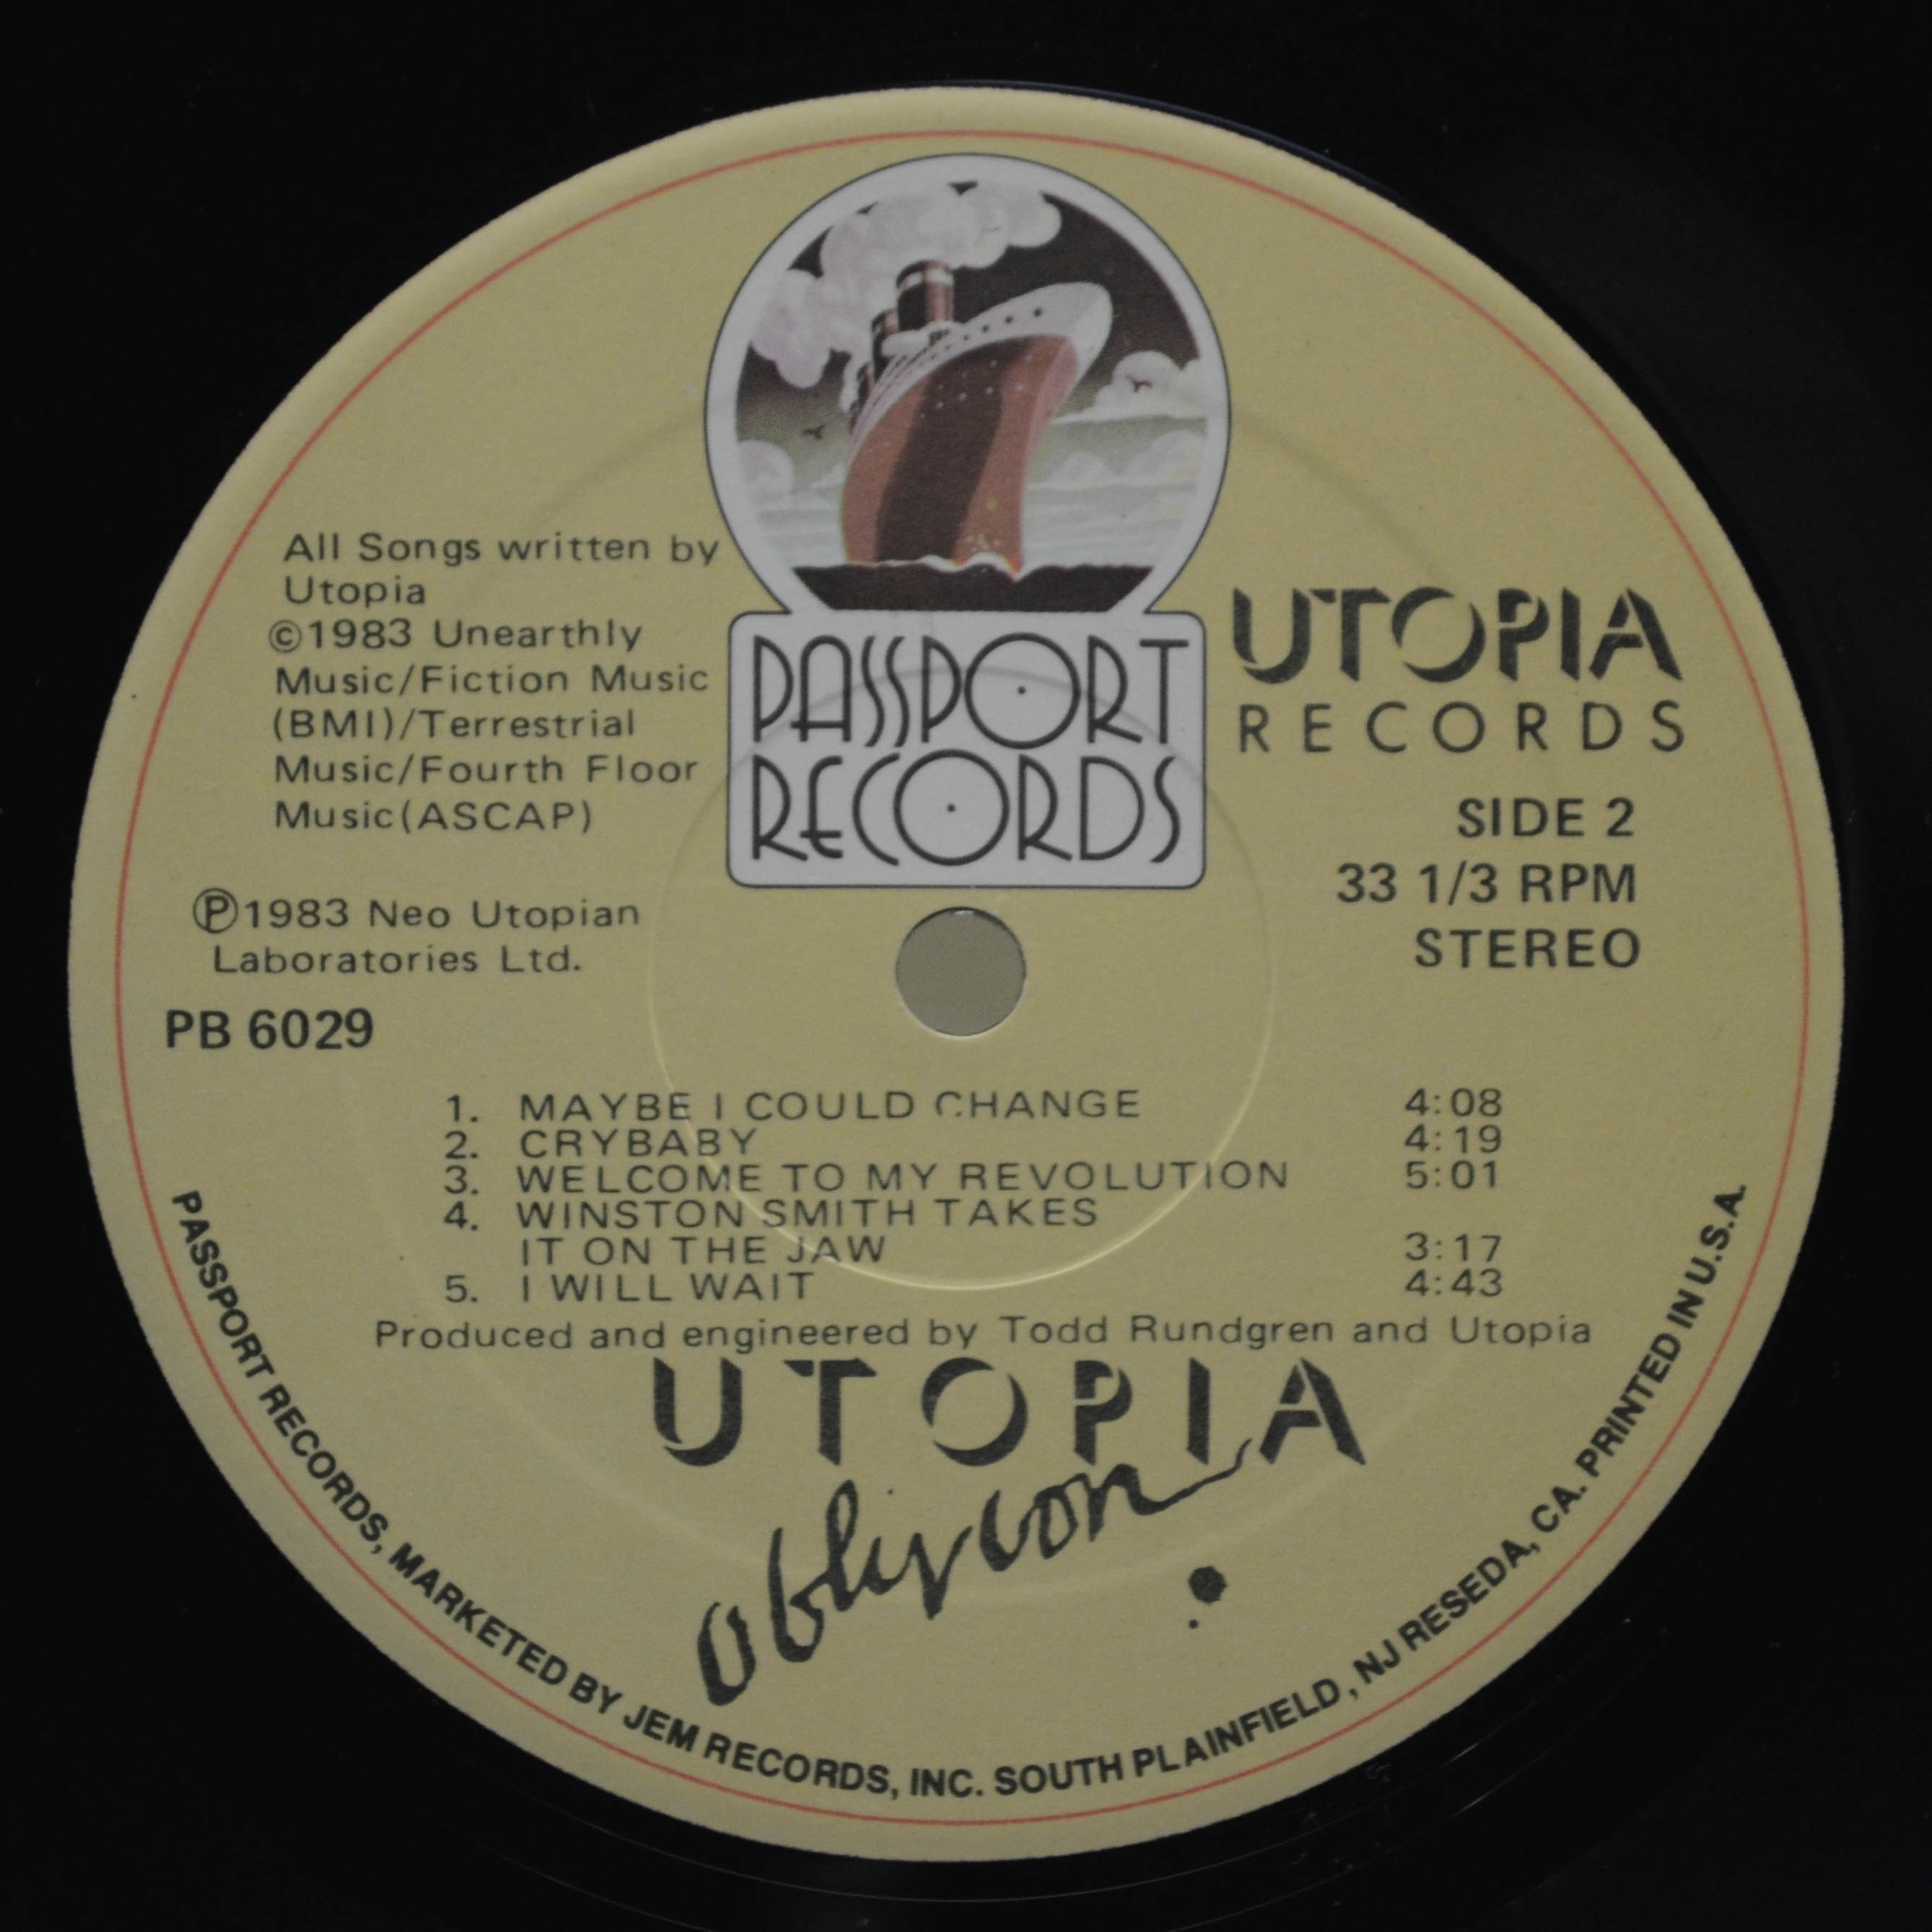 PASSPORT
RECORDS
All Songs written by
Utopia
©1983 Unearthly
Music/Fiction Music
(BMI)/Terrestrial
Music/Fourth Floor
Music(ASCAP)
Ⓟ1983 Neo Utopian
Laboratories Ltd.
PB 6029
UTOPIA
RECORDS
SIDE 2
33 1/3 RPM
STEREO
1. MAYBE I COULD CHANGE 4:08
2. CRYBABY 4:19
3. WELCOME TO MY REVOLUTION 5:01
4. WINSTON SMITH TAKES
IT ON THE JAW 3:17
5. I WILL WAIT 4:43
Produced and engineered by Todd Rundgren and Utopia
UTOPIA
oblivion
PASSPORT RECORDS, MARKETED BY JEM RECORDS, INC. SOUTH PLAINFIELD, NJ RESEDA, CA. PRINTED IN U.S.A.